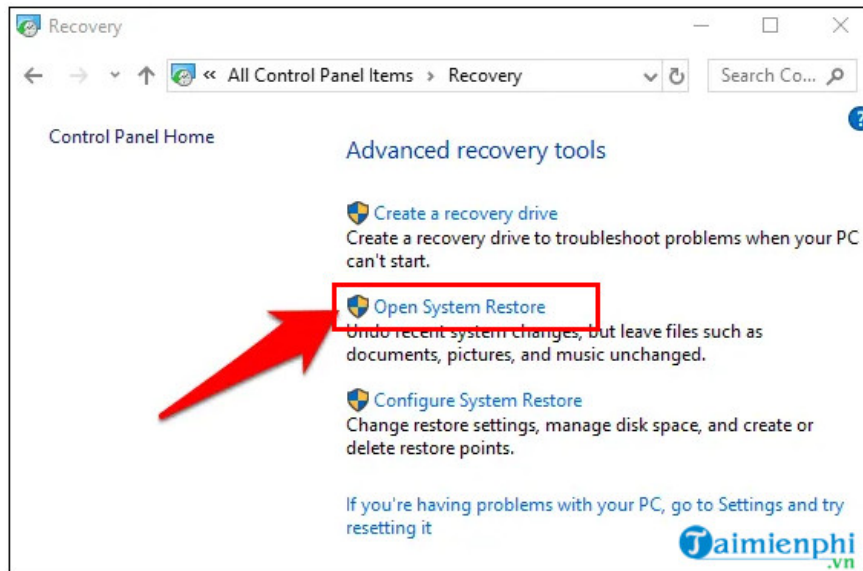 Recovery
« All Control Panel Items › Recovery
Search Co...
Control Panel Home
Advanced recovery tools
Create a recovery drive
Create a recovery drive to troubleshoot problems when your PC
can't start.
Open System Restore
Undo recent system changes, but leave files such as
documents, pictures, and music unchanged.
Configure System Restore
Change restore settings, manage disk space, and create or
delete restore points.
If you're having problems with your PC, go to Settings and try
resetting it
Taimienphi
.vn